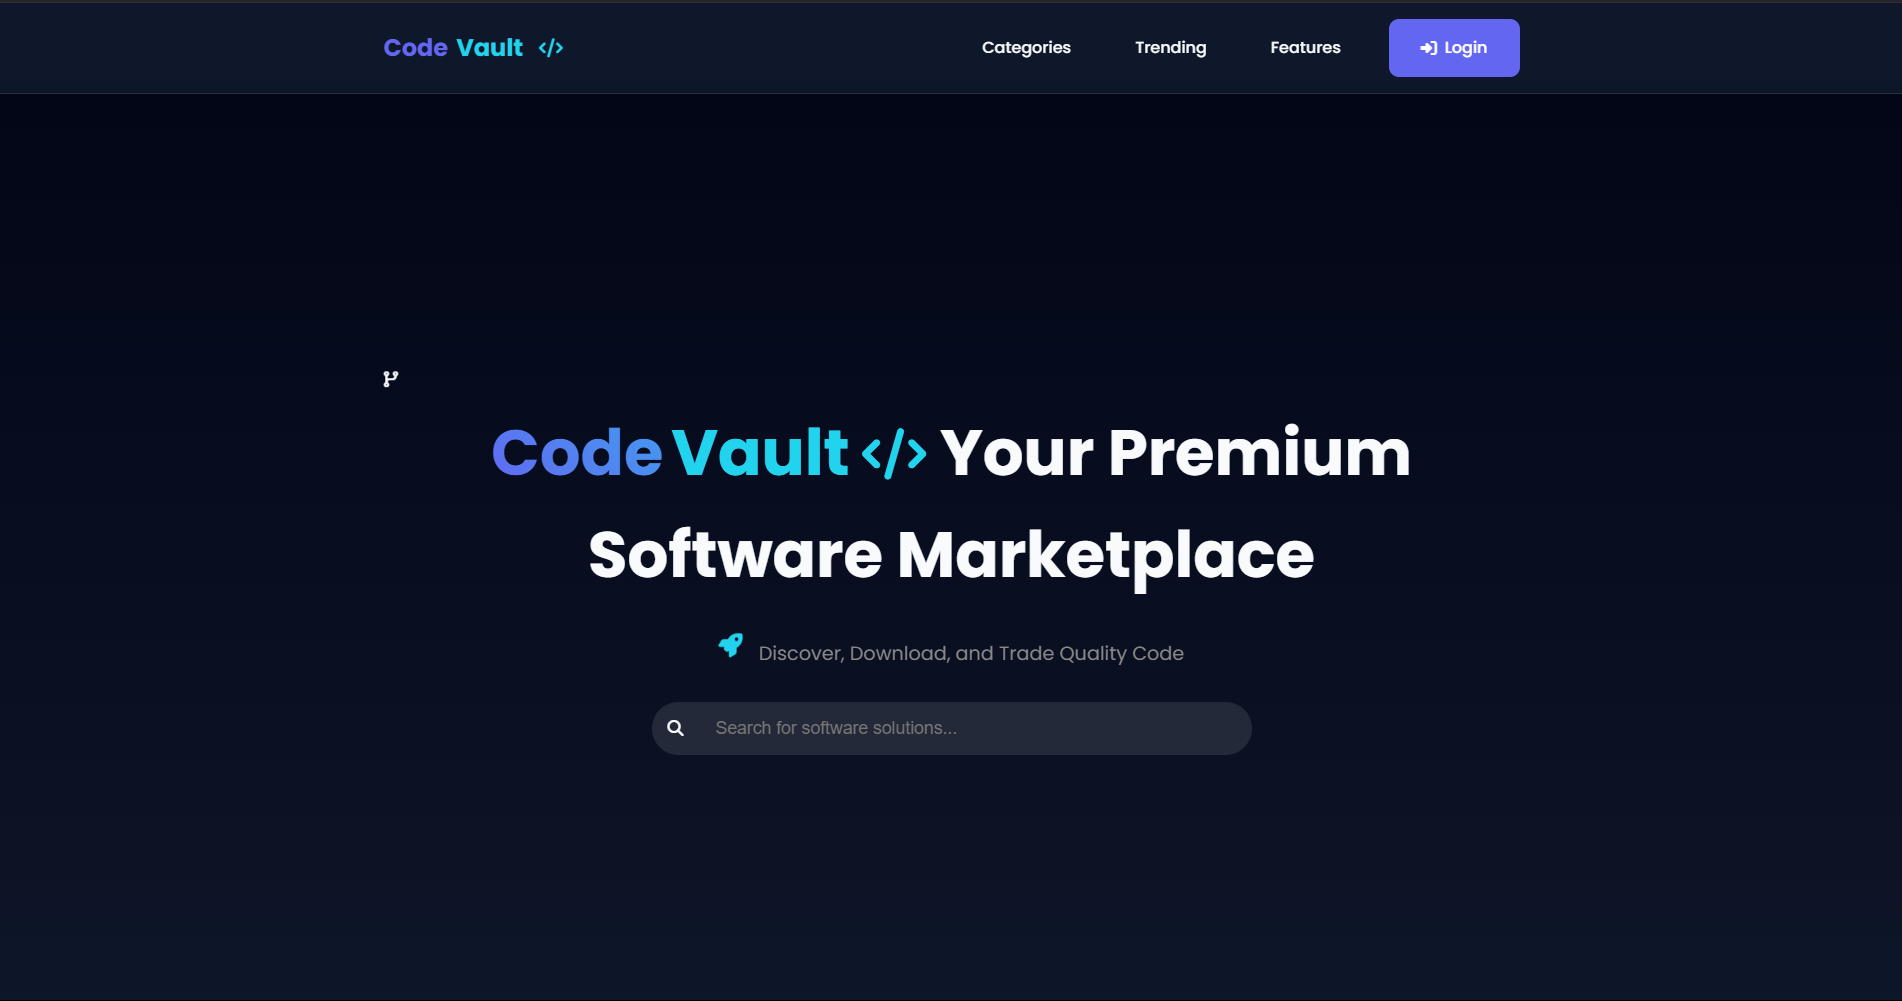 Code Vault </>
Categories
Trending
Features
Login
Code Vault </> Your Premium
Software Marketplace
Discover, Download, and Trade Quality Code
Search for software solutions...